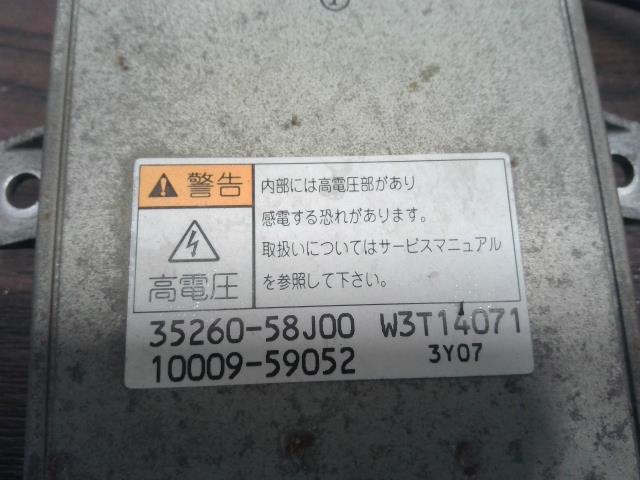 警告
高電圧
内部には高電圧部があり
感電する恐れがあります。
取扱いについてはサービスマニュアル
を参照して下さい。
35260-58J00 W3T14071
10009-59052 3Y07